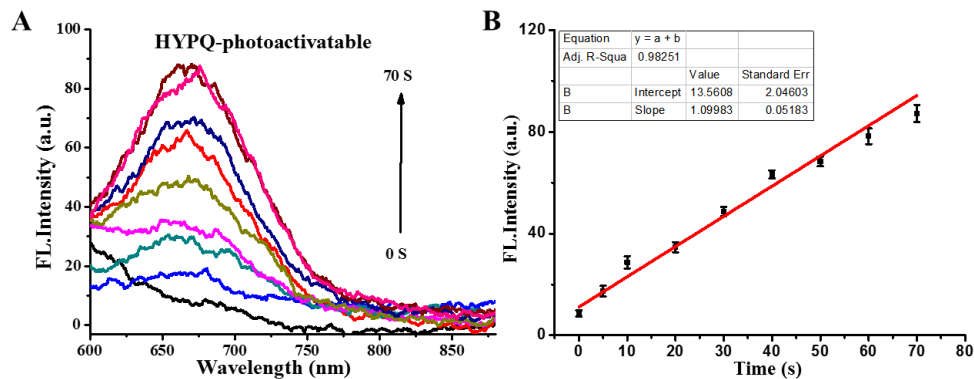 A
HYPQ-photoactivatable
70 S
0 S
FL.Intensity (a.u.)
100
80
60
40
20
0
600 650 700 750 800 850
Wavelength (nm)
B
Equation y = a + b
Adj. R-Squa 0.98251
Value Standard Err
B Intercept 13.5608 2.04603
B Slope 1.09983 0.05183
FL.Intensity (a.u.)
120
80
40
0
0 10 20 30 40 50 60 70 80
Time (s)